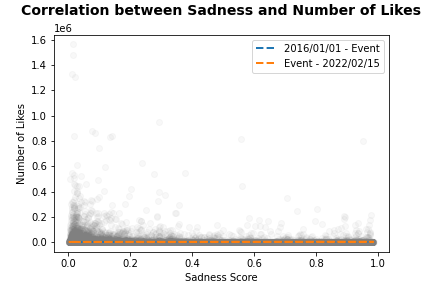 Correlation between Sadness and Number of Likes
1e6
2016/01/01 - Event
Event - 2022/02/15
1.6
1.4
1.2
1.0
0.8
0.6
0.4
0.2
0.0
Number of Likes
0.0 0.2 0.4 0.6 0.8 1.0
Sadness Score